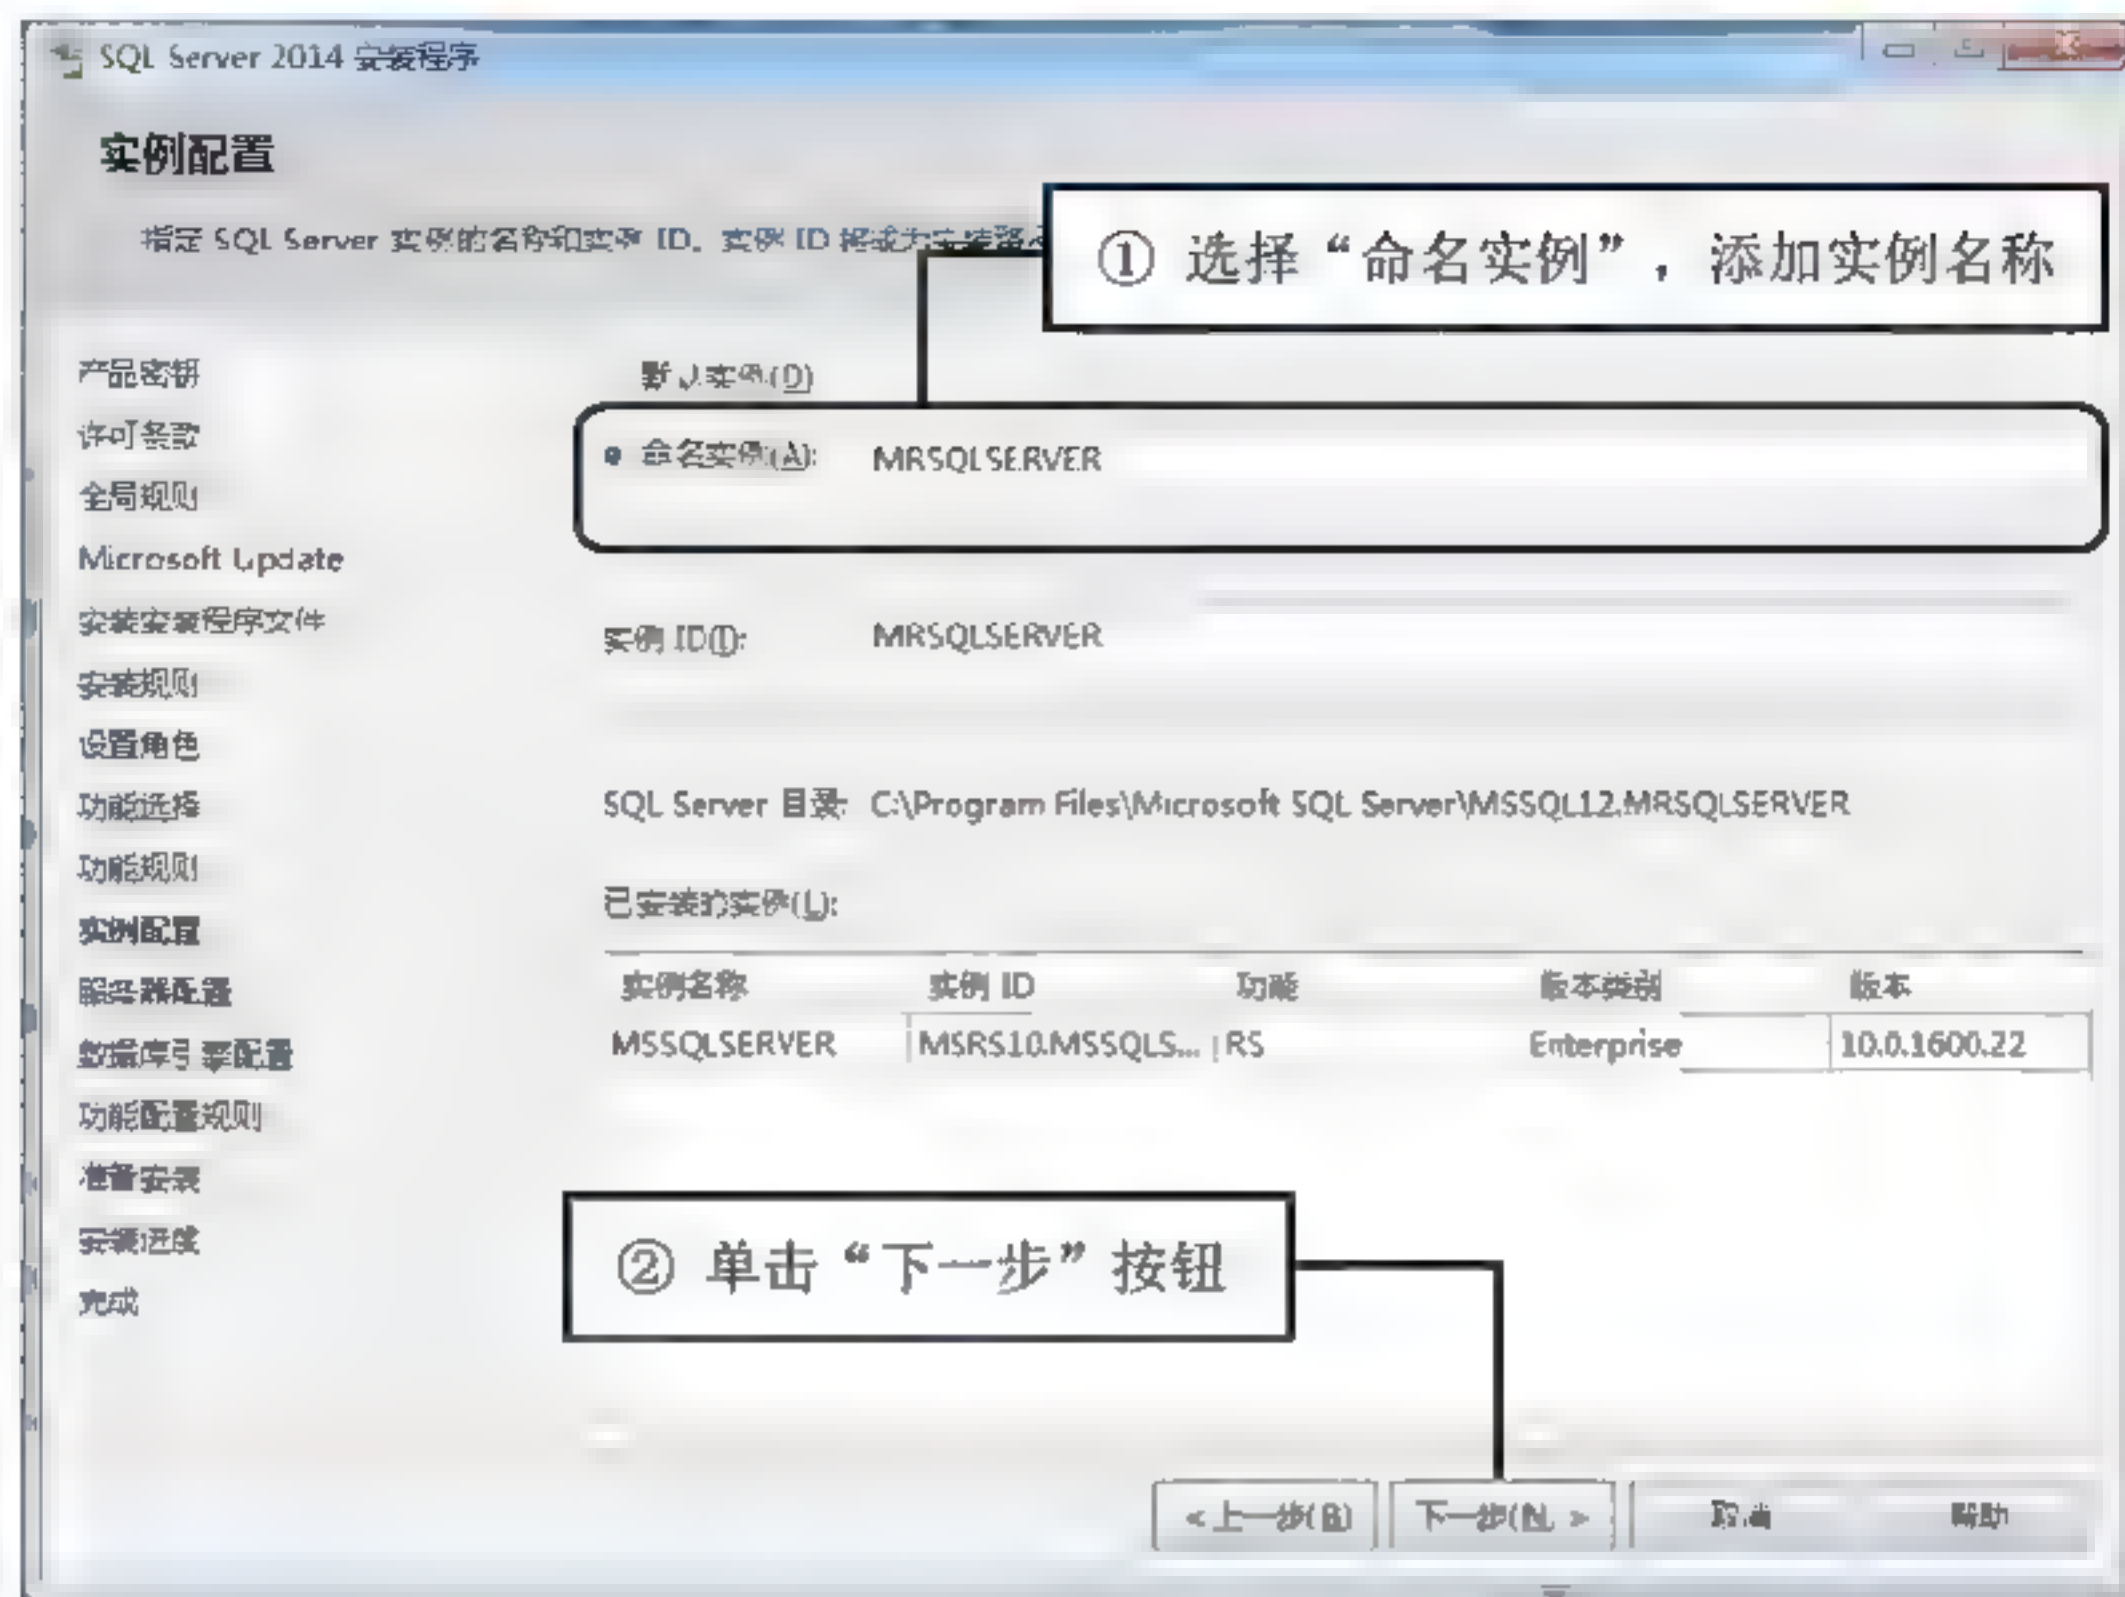 SQL Server 2014 安装程序
实例配置
指定 SQL Server 实例的名称和实例 ID。实例 ID 将成为安装路
① 选择“命名实例”，添加实例名称
产品密钥
许可条款
全局规则
Microsoft Update
安装安装程序文件
安装规则
设置角色
功能选择
功能规则
实例配置
服务器配置
数据库引擎配置
功能配置规则
准备安装
安装进度
完成
默认实例(D)
命名实例(A): MRSQLSERVER
实例 ID(I): MRSQLSERVER
SQL Server 目录: C:\Program Files\Microsoft SQL Server\MSSQL12.MRSQLSERVER
已安装的实例(L):
实例名称 实例 ID 功能 版本类别 版本
MSSQLSERVER MSRS10.MSSQLS... RS Enterprise 10.0.1600.22
② 单击“下一步”按钮
< 上一步(B) 下一步(N) > 取消 帮助